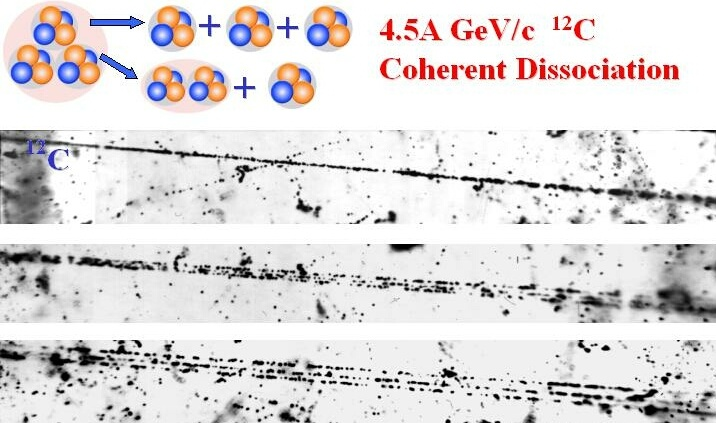 + +
4.5A GeV/c ¹²C
Coherent Dissociation
+
¹²C